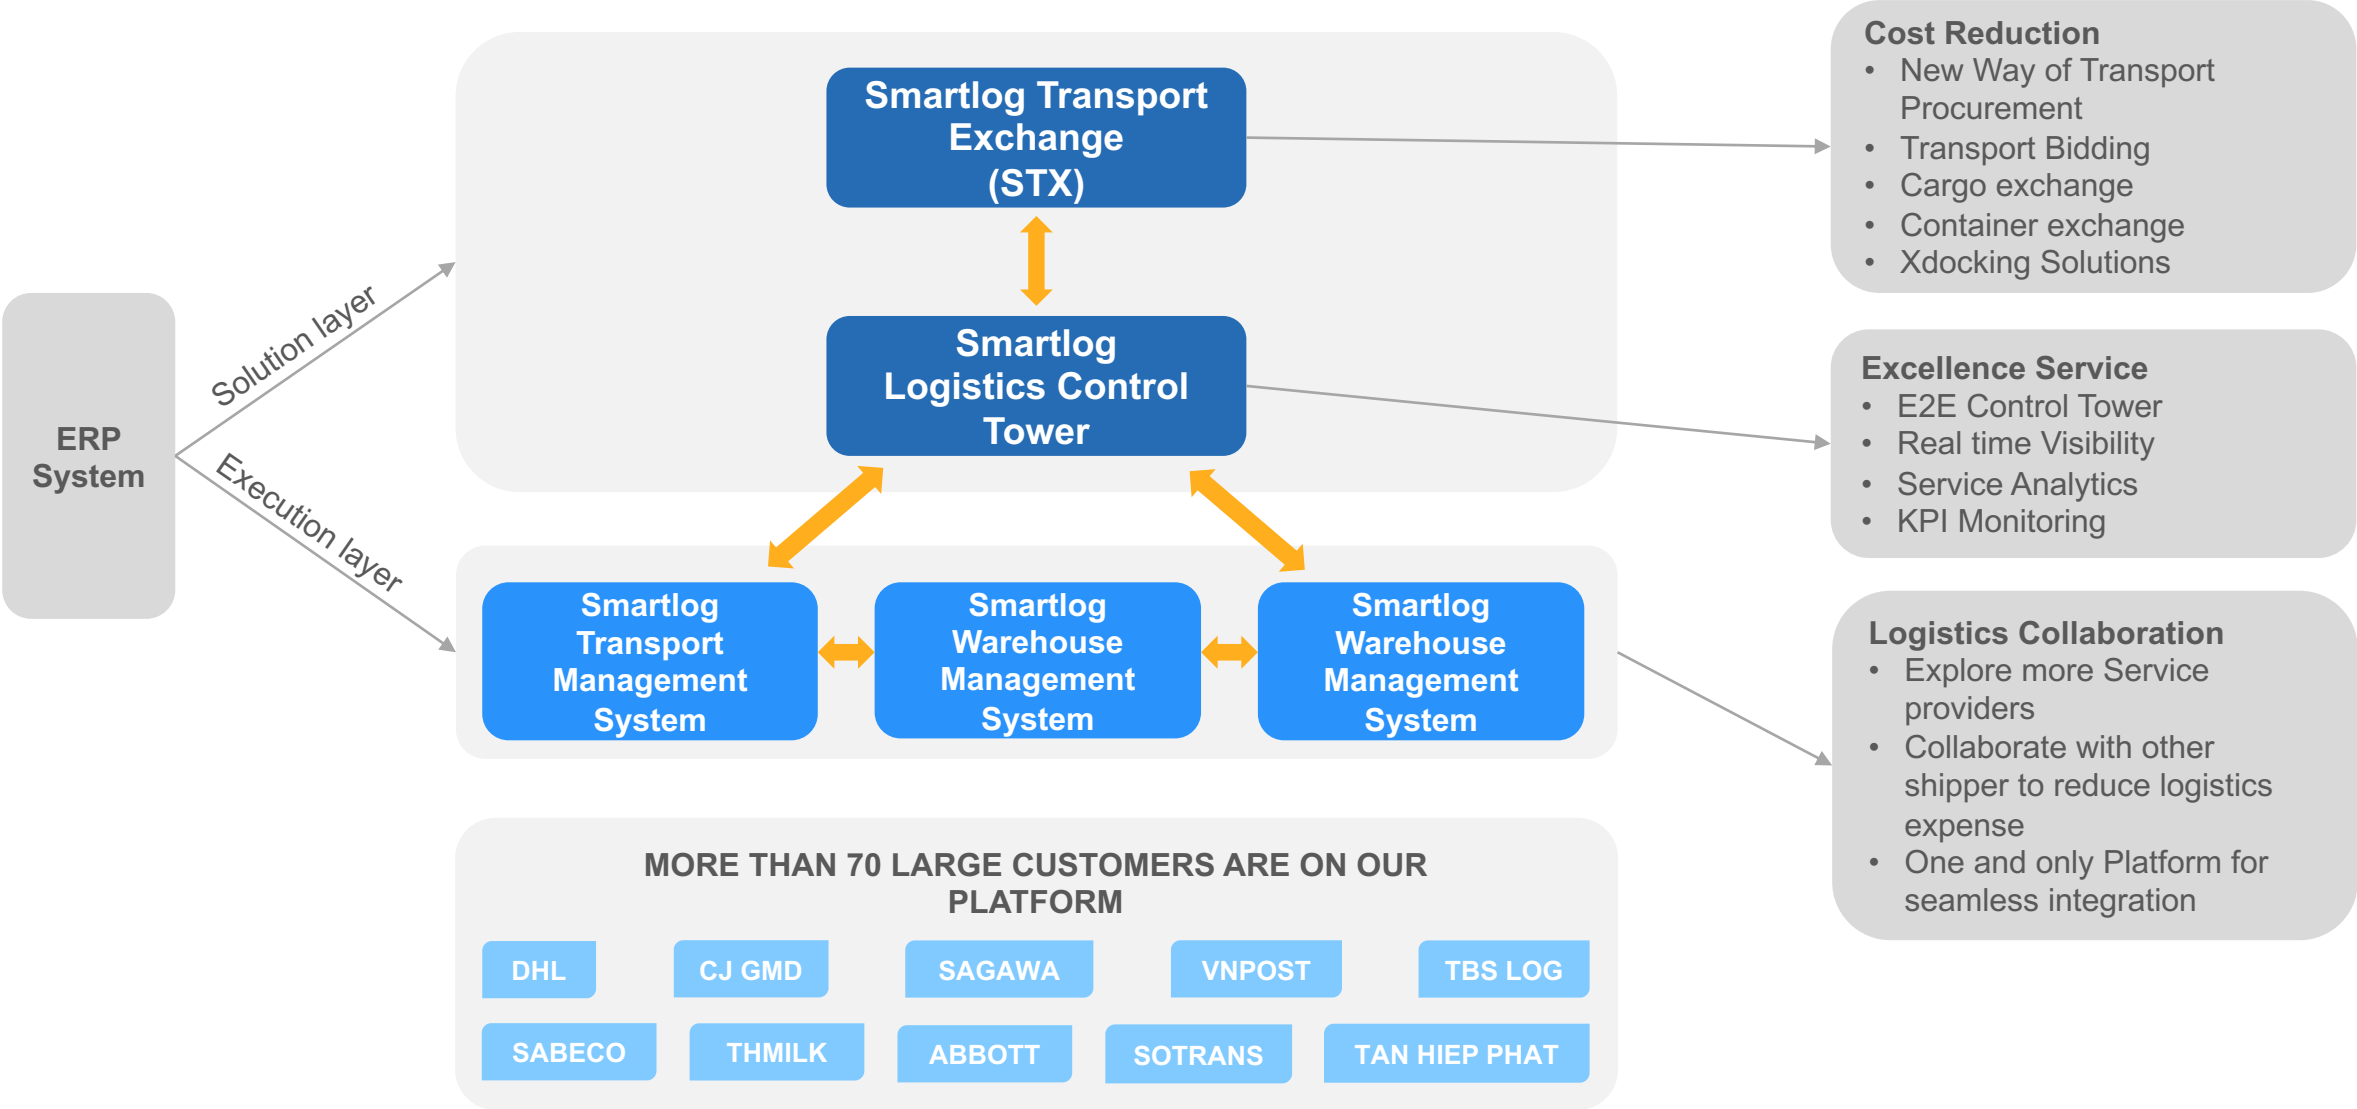 ERP
System
Solution layer
Execution layer
Smartlog Transport
Exchange
(STX)
Smartlog
Logistics Control
Tower
Smartlog
Transport
Management
System
Smartlog
Warehouse
Management
System
Smartlog
Warehouse
Management
System
MORE THAN 70 LARGE CUSTOMERS ARE ON OUR
PLATFORM
DHL
CJ GMD
SAGAWA
VNPOST
TBS LOG
SABECO
THMILK
ABBOTT
SOTRANS
TAN HIEP PHAT
Cost Reduction
• New Way of Transport
Procurement
• Transport Bidding
• Cargo exchange
• Container exchange
• Xdocking Solutions
Excellence Service
• E2E Control Tower
• Real time Visibility
• Service Analytics
• KPI Monitoring
Logistics Collaboration
• Explore more Service
providers
• Collaborate with other
shipper to reduce logistics
expense
• One and only Platform for
seamless integration